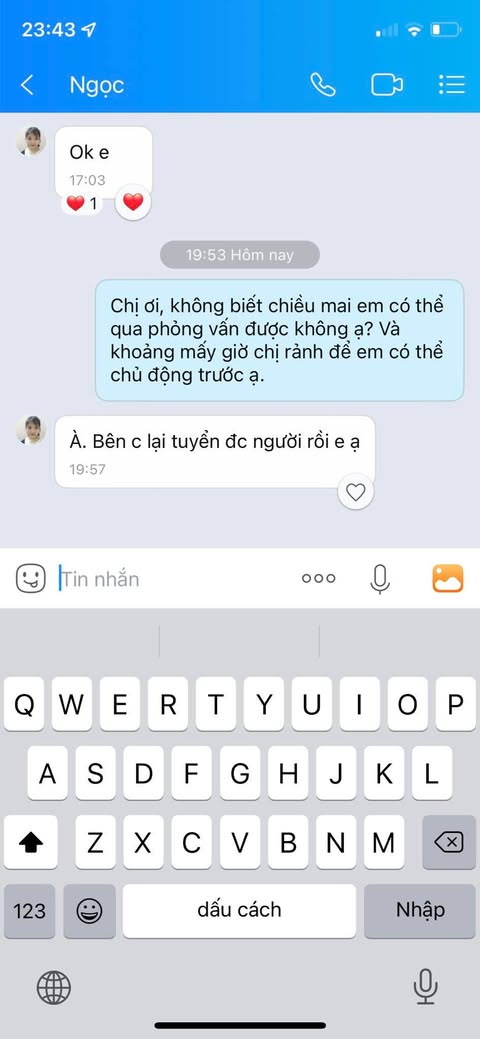 23:43
Ngọc
Ok e
17:03
1
19:53 Hôm nay
Chị ơi, không biết chiều mai em có thể
qua phỏng vấn được không ạ? Và
khoảng mấy giờ chị rảnh để em có thể
chủ động trước ạ.
À. Bên c lại tuyển đc người rồi e ạ
19:57
Tin nhắn
Q W E R T Y U I O P
A S D F G H J K L
Z X C V B N M
123 dấu cách Nhập